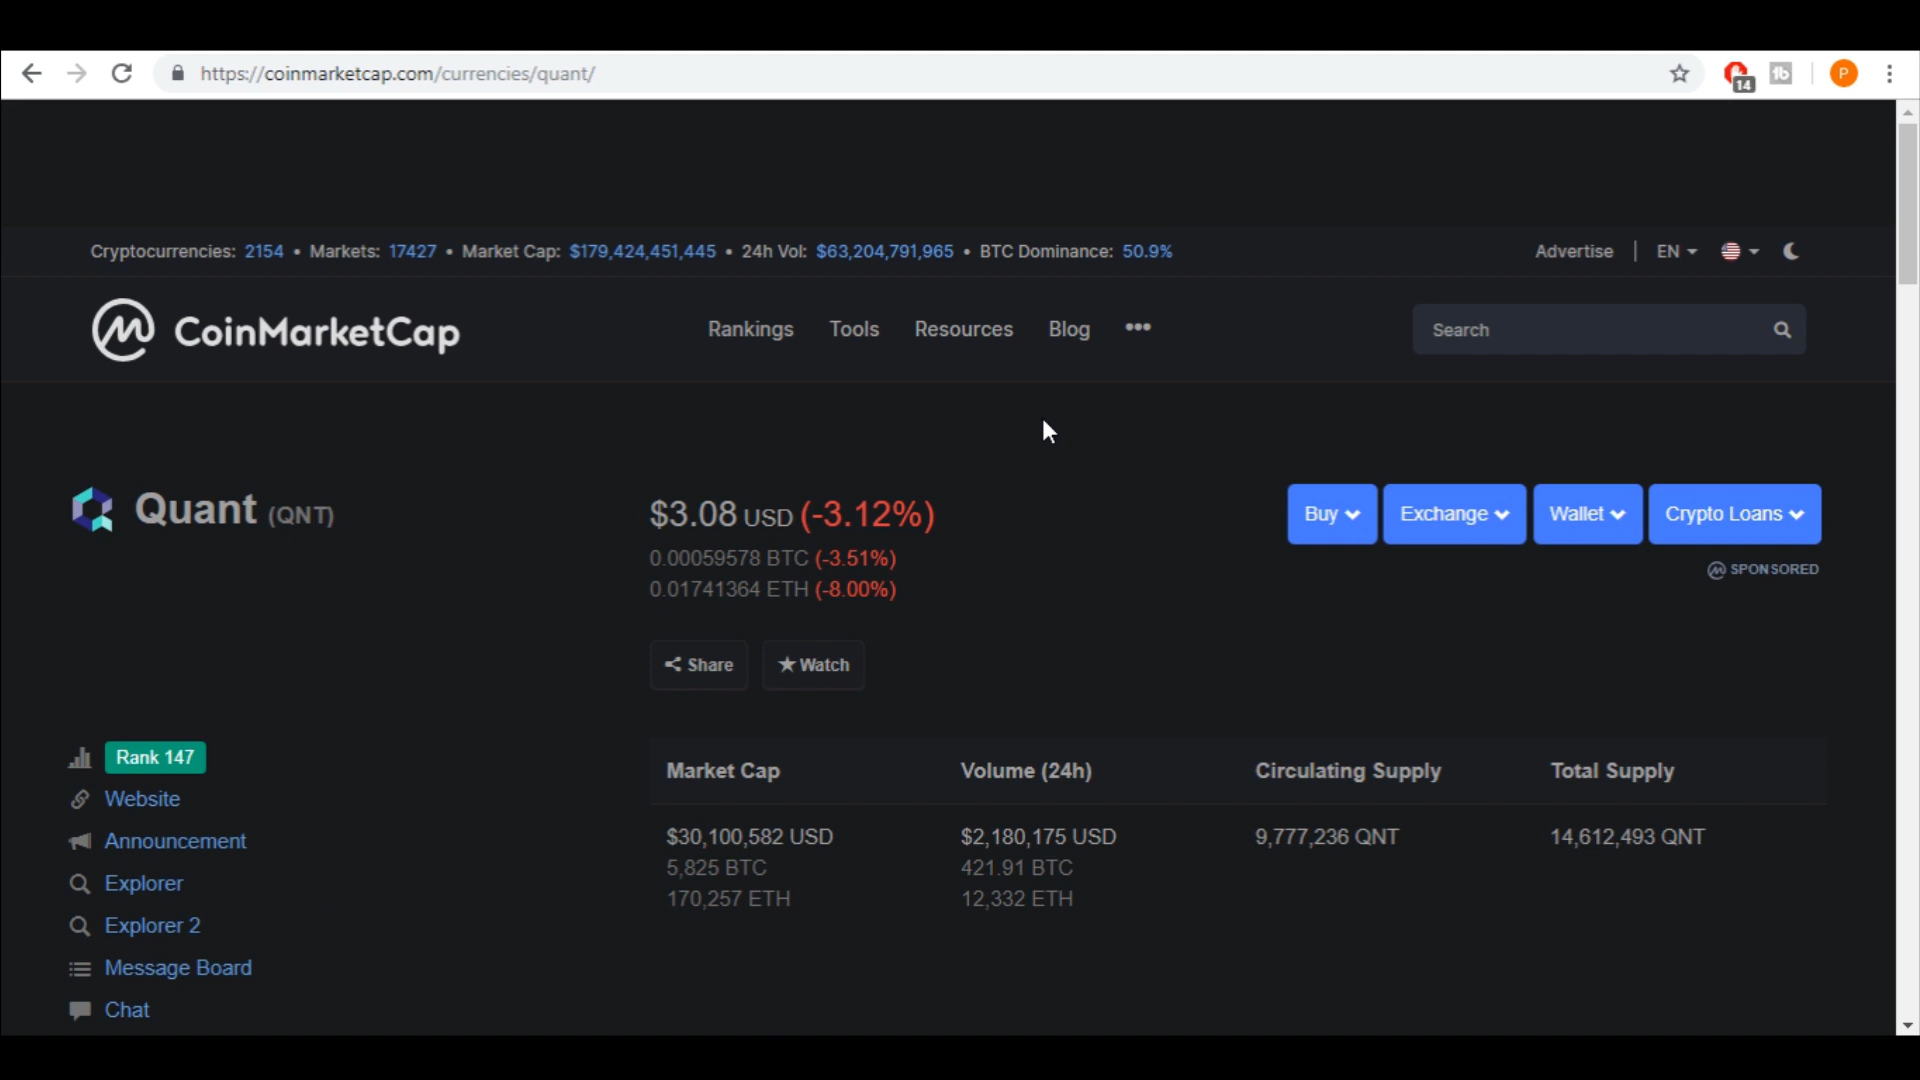 https://coinmarketcap.com/currencies/quant/
14
tb
P
Cryptocurrencies: 2154 • Markets: 17427 • Market Cap: $179,424,451,445 • 24h Vol: $63,204,791,965 • BTC Dominance: 50.9%
Advertise | EN
CoinMarketCap
Rankings Tools Resources Blog •••
Search
Quant (QNT)
$3.08 USD (-3.12%)
0.00059578 BTC (-3.51%)
0.01741364 ETH (-8.00%)
Buy Exchange Wallet Crypto Loans
SPONSORED
Share Watch
Rank 147
Website
Announcement
Explorer
Explorer 2
Message Board
Chat
Market Cap Volume (24h) Circulating Supply Total Supply
$30,100,582 USD $2,180,175 USD 9,777,236 QNT 14,612,493 QNT
5,825 BTC 421.91 BTC
170,257 ETH 12,332 ETH